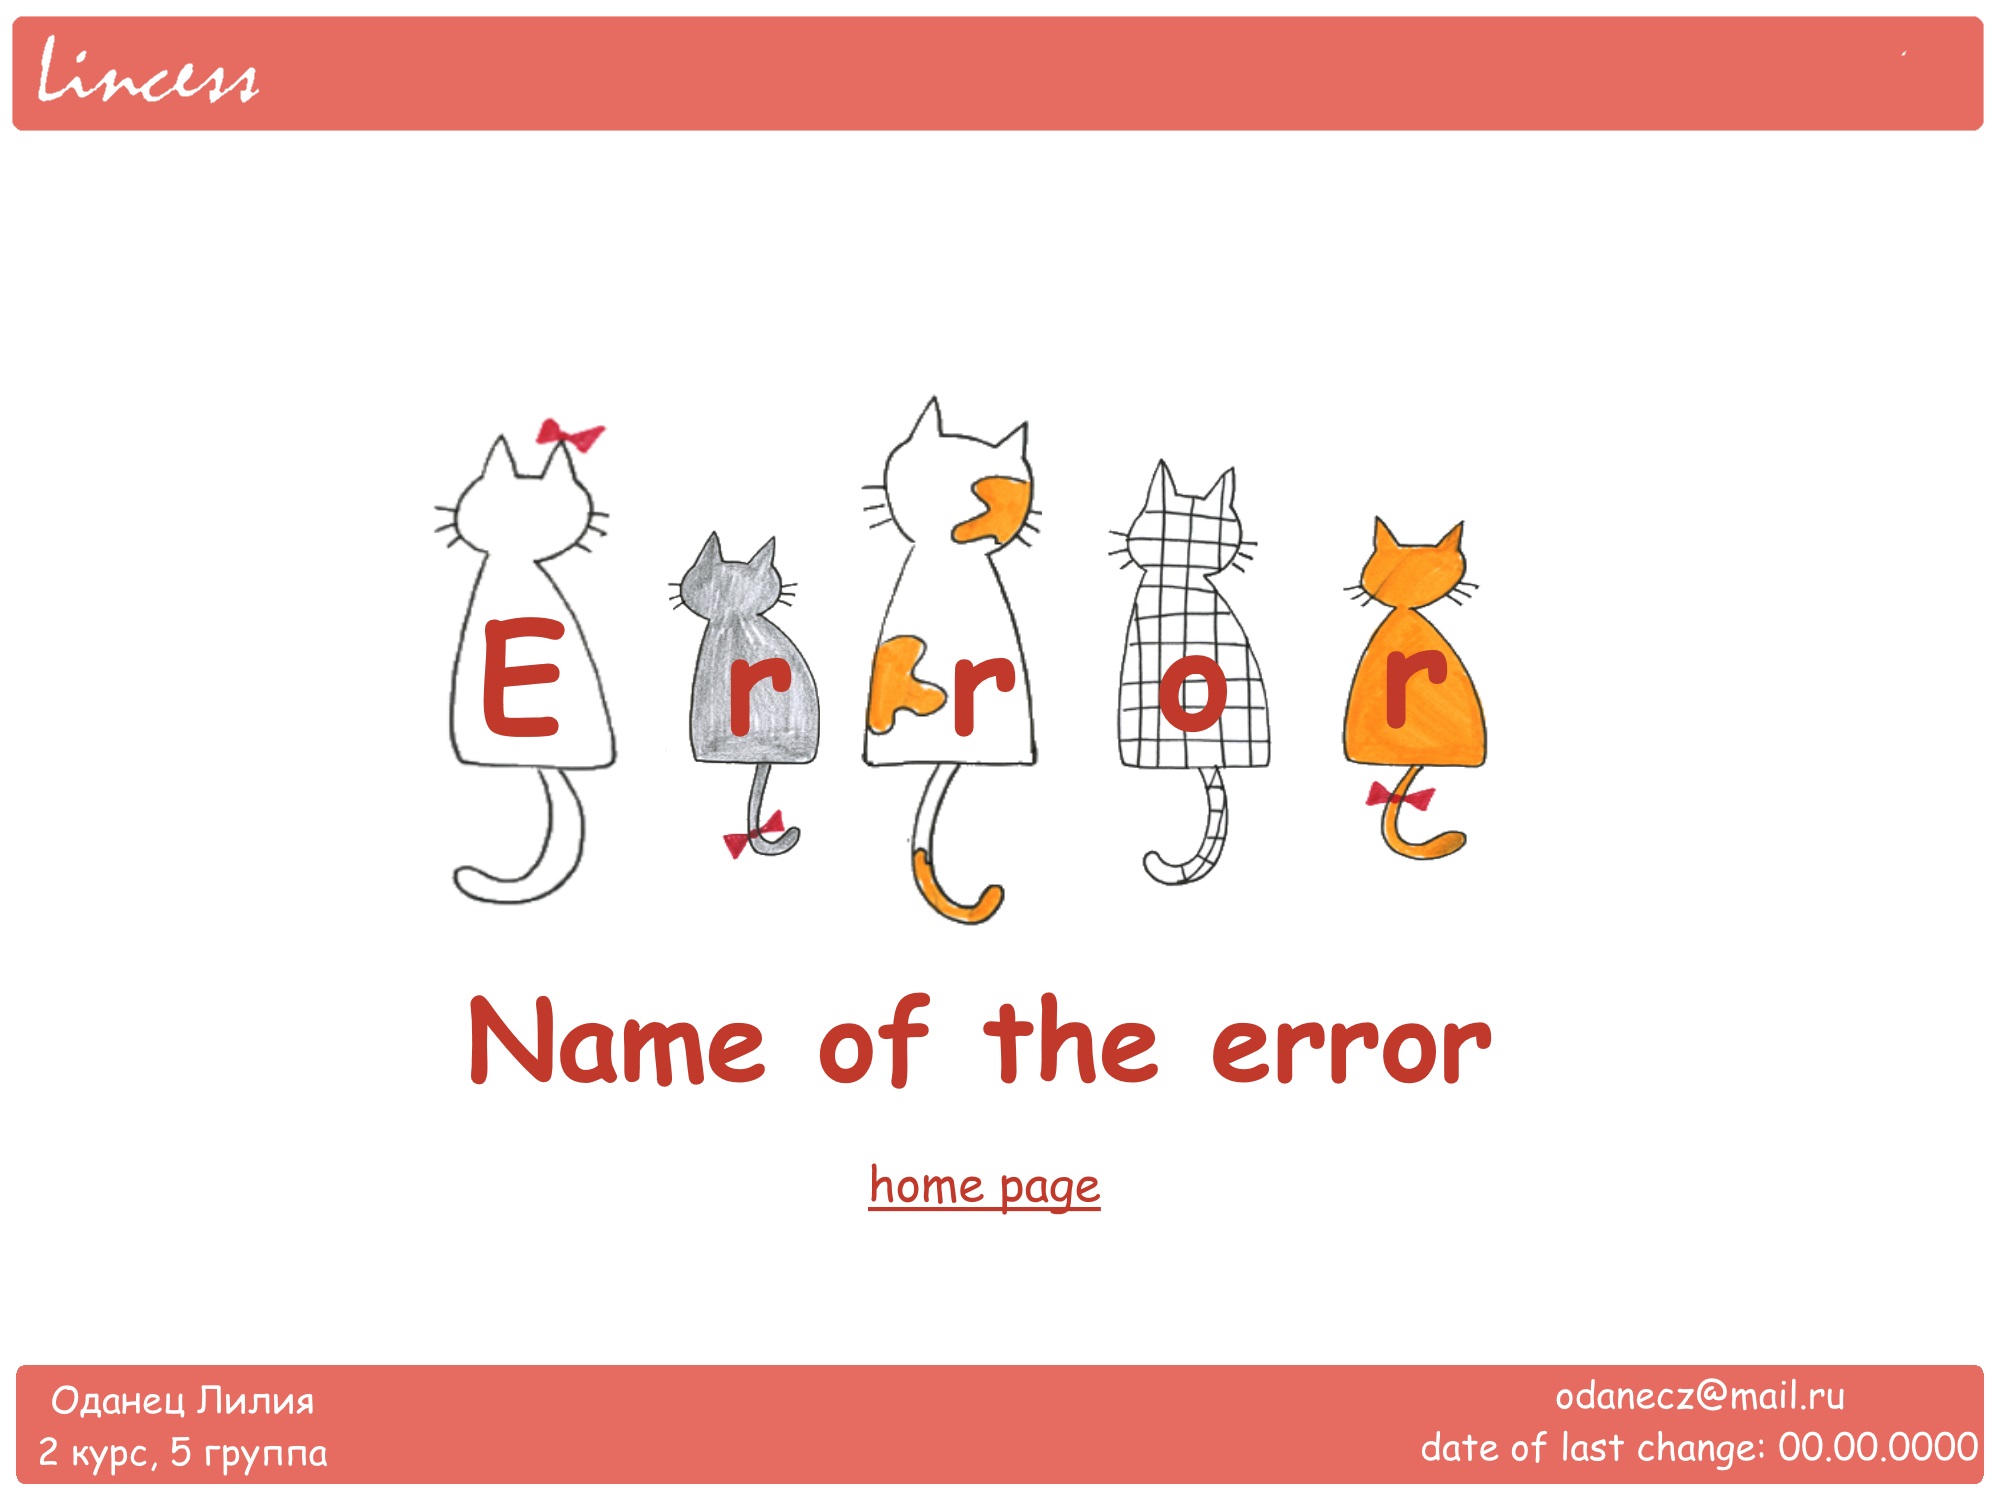 Lincess
Error
Name of the error
home page
Оданец Лилия
2 курс, 5 группа
odanecz@mail.ru
date of last change: 00.00.0000